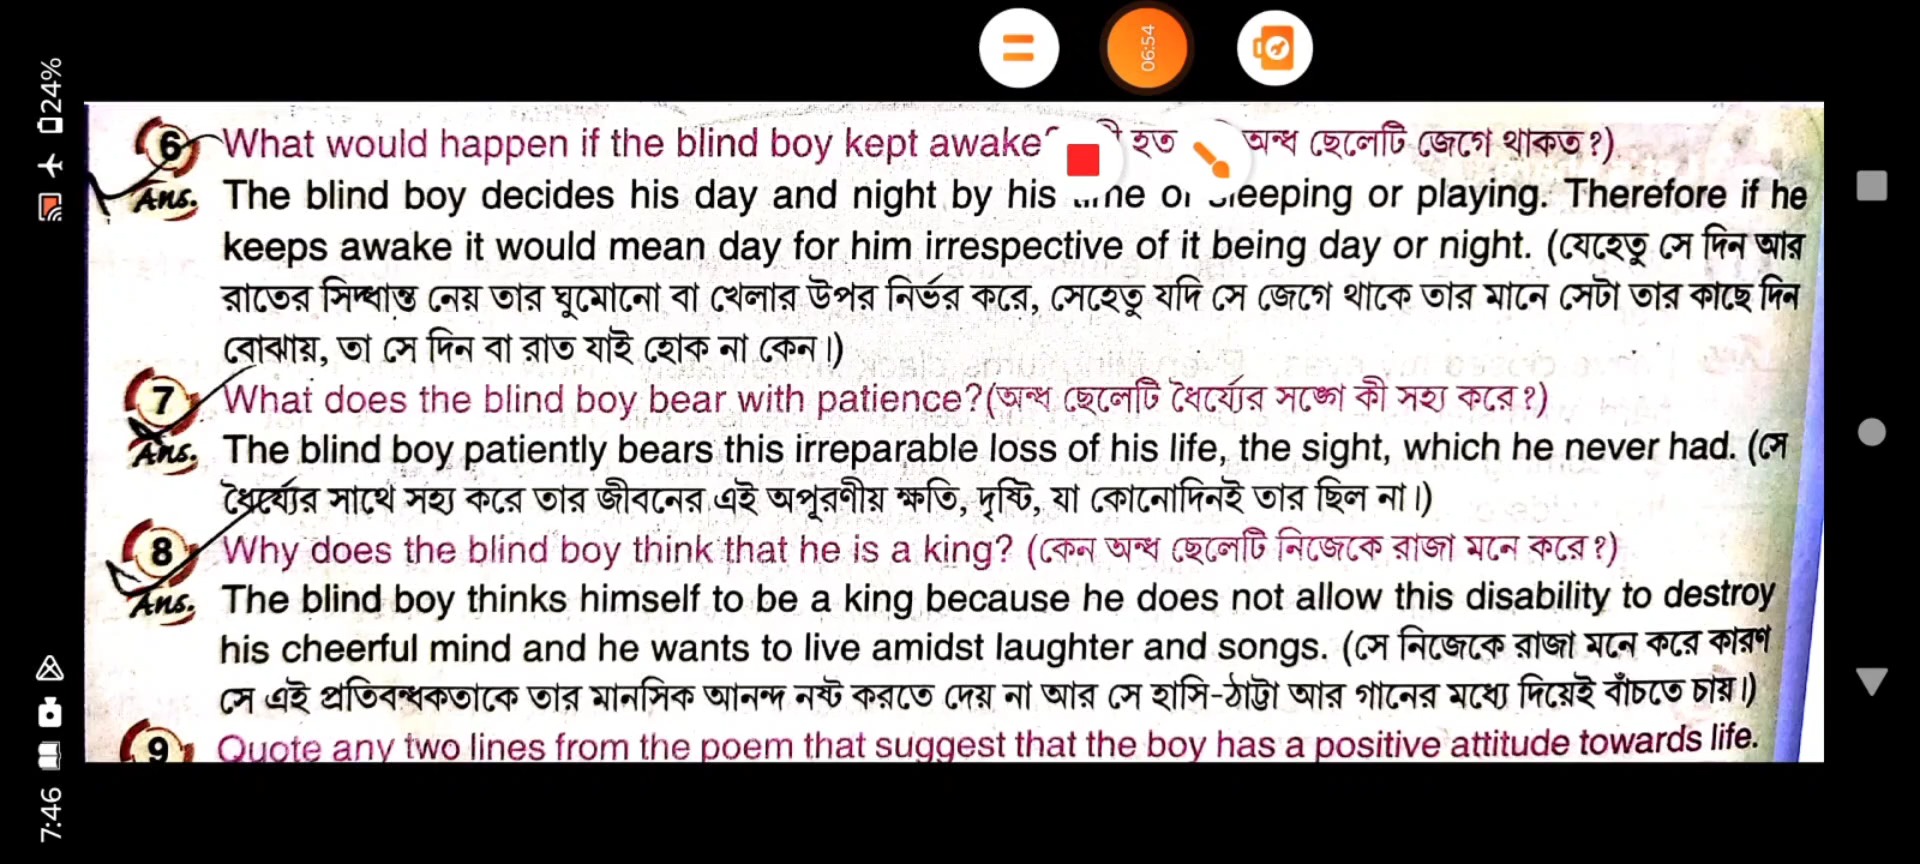 06:54
24%
7:46
6 What would happen if the blind boy kept awake হত অন্ধ ছেলেটি জেগে থাকত?)
Ans. The blind boy decides his day and night by his or sleeping or playing. Therefore if he
keeps awake it would mean day for him irrespective of it being day or night. (যেহেতু সে দিন আর
রাতের সিদ্ধান্ত নেয় তার ঘুমোনো বা খেলার উপর নির্ভর করে, সেহেতু যদি সে জেগে থাকে তার মানে সেটা তার কাছে দিন
বোঝায়, তা সে দিন বা রাত যাই হোক না কেন।)
7 What does the blind boy bear with patience? (অন্ধ ছেলেটি ধৈর্য্যের সঙ্গে কী সহ্য করে?)
Ans. The blind boy patiently bears this irreparable loss of his life, the sight, which he never had. (সে
ধৈর্য্যের সাথে সহ্য করে তার জীবনের এই অপূরণীয় ক্ষতি, দৃষ্টি, যা কোনোদিনই তার ছিল না।)
8 Why does the blind boy think that he is a king? (কেন অন্ধ ছেলেটি নিজেকে রাজা মনে করে?)
Ans. The blind boy thinks himself to be a king because he does not allow this disability to destroy
his cheerful mind and he wants to live amidst laughter and songs. (সে নিজেকে রাজা মনে করে কারণ
সে এই প্রতিবন্ধকতাকে তার মানসিক আনন্দ নষ্ট করতে দেয় না আর সে হাসি-ঠাট্টা আর গানের মধ্যে দিয়েই বাঁচতে চায়।)
9 Quote any two lines from the poem that suggest that the boy has a positive attitude towards life.